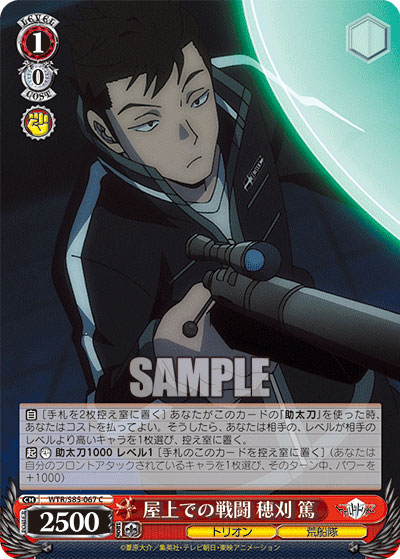 LEVEL
1
0
COST
SAMPLE
自 [手札を2枚控え室に置く] あなたがこのカードの「助太刀」を使った時、
あなたはコストを払ってよい。そうしたら、あなたは相手の、レベルが相手の
レベルより高いキャラを1枚選び、控え室に置く。
起 助太刀1000 レベル1 [手札のこのカードを控え室に置く] (あなたは
自分のフロントアタックされているキャラを1枚選び、そのターン中、パワーを
+1000)
CH WTR/S85-067 C
2500
屋上での戦闘 穂刈 篤
トリオン 荒船隊
©葦原大介/集英社・テレビ朝日・東映アニメーション